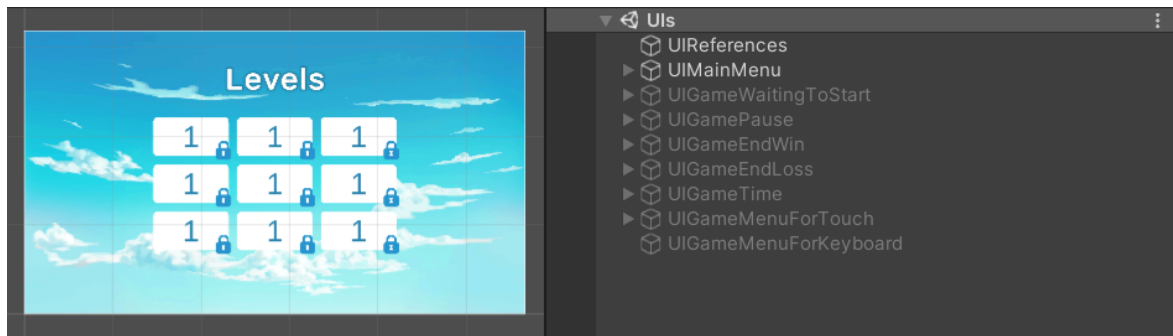 Levels
1 1 1
1 1 1
1 1 1
UIs
UIReferences
UIMainMenu
UIGameWaitingToStart
UIGamePause
UIGameEndWin
UIGameEndLoss
UIGameTime
UIGameMenuForTouch
UIGameMenuForKeyboard